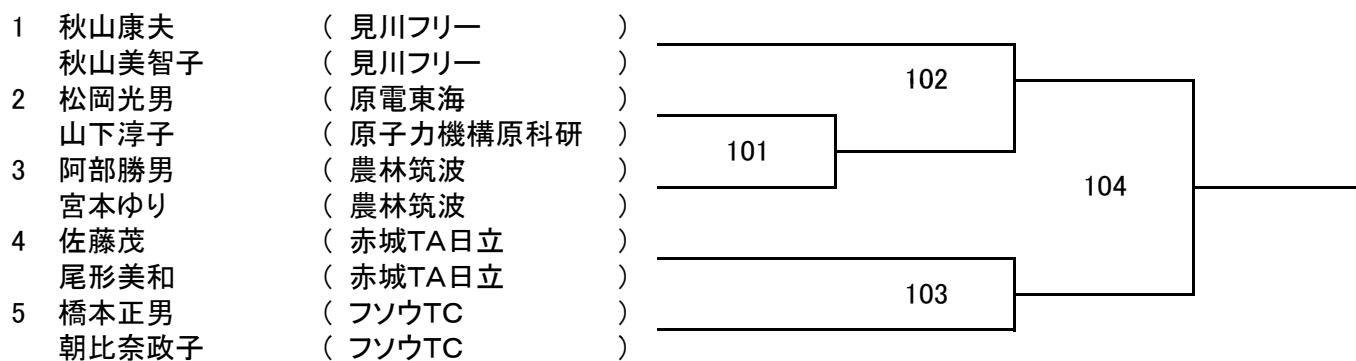 1 秋山康夫 ( 見川フリー )
秋山美智子 ( 見川フリー )
102
2 松岡光男 ( 原電東海 )
山下淳子 ( 原子力機構原科研 )
101
3 阿部勝男 ( 農林筑波 )
104
宮本ゆり ( 農林筑波 )
4 佐藤茂 ( 赤城TA日立 )
尾形美和 ( 赤城TA日立 )
103
5 橋本正男 ( フソウTC )
朝比奈政子 ( フソウTC )